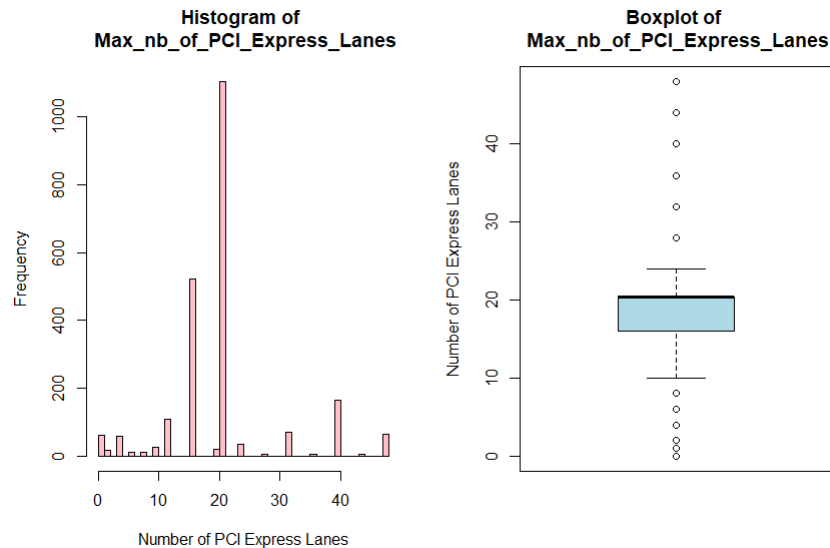 Histogram of
Max_nb_of_PCI_Express_Lanes
Frequency
0
200
400
600
800
1000
0 10 20 30 40
Number of PCI Express Lanes
Boxplot of
Max_nb_of_PCI_Express_Lanes
Number of PCI Express Lanes
0
10
20
30
40